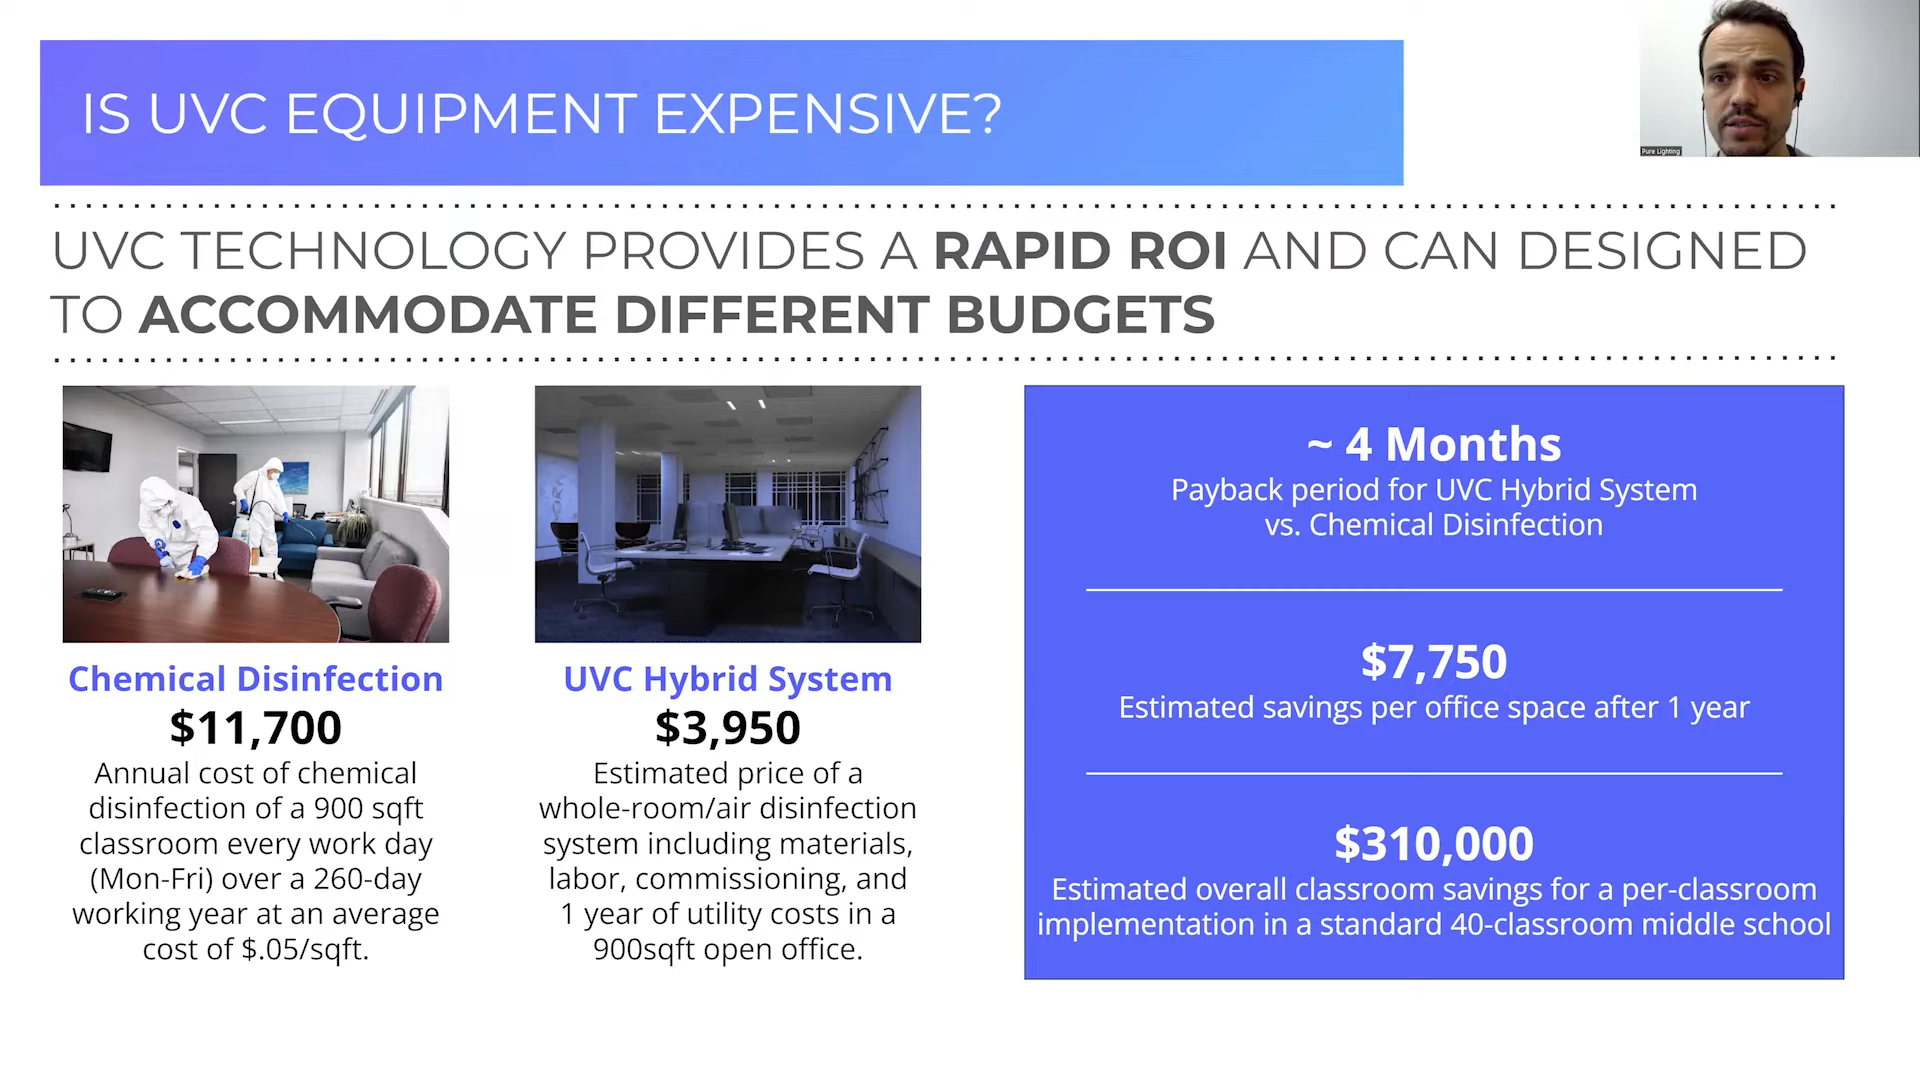 IS UVC EQUIPMENT EXPENSIVE?
Pure Lighting
UVC TECHNOLOGY PROVIDES A RAPID ROI AND CAN DESIGNED
TO ACCOMMODATE DIFFERENT BUDGETS
Chemical Disinfection
$11,700
Annual cost of chemical
disinfection of a 900 sqft
classroom every work day
(Mon-Fri) over a 260-day
working year at an average
cost of $.05/sqft.
UVC Hybrid System
$3,950
Estimated price of a
whole-room/air disinfection
system including materials,
labor, commissioning, and
1 year of utility costs in a
900sqft open office.
~ 4 Months
Payback period for UVC Hybrid System
vs. Chemical Disinfection
$7,750
Estimated savings per office space after 1 year
$310,000
Estimated overall classroom savings for a per-classroom
implementation in a standard 40-classroom middle school